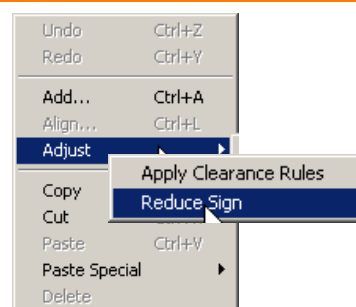 Undo Ctrl+Z
Redo Ctrl+Y
Add... Ctrl+A
Align... Ctrl+L
Adjust
Apply Clearance Rules
Reduce Sign
Copy
Cut
Paste Ctrl+V
Paste Special
Delete